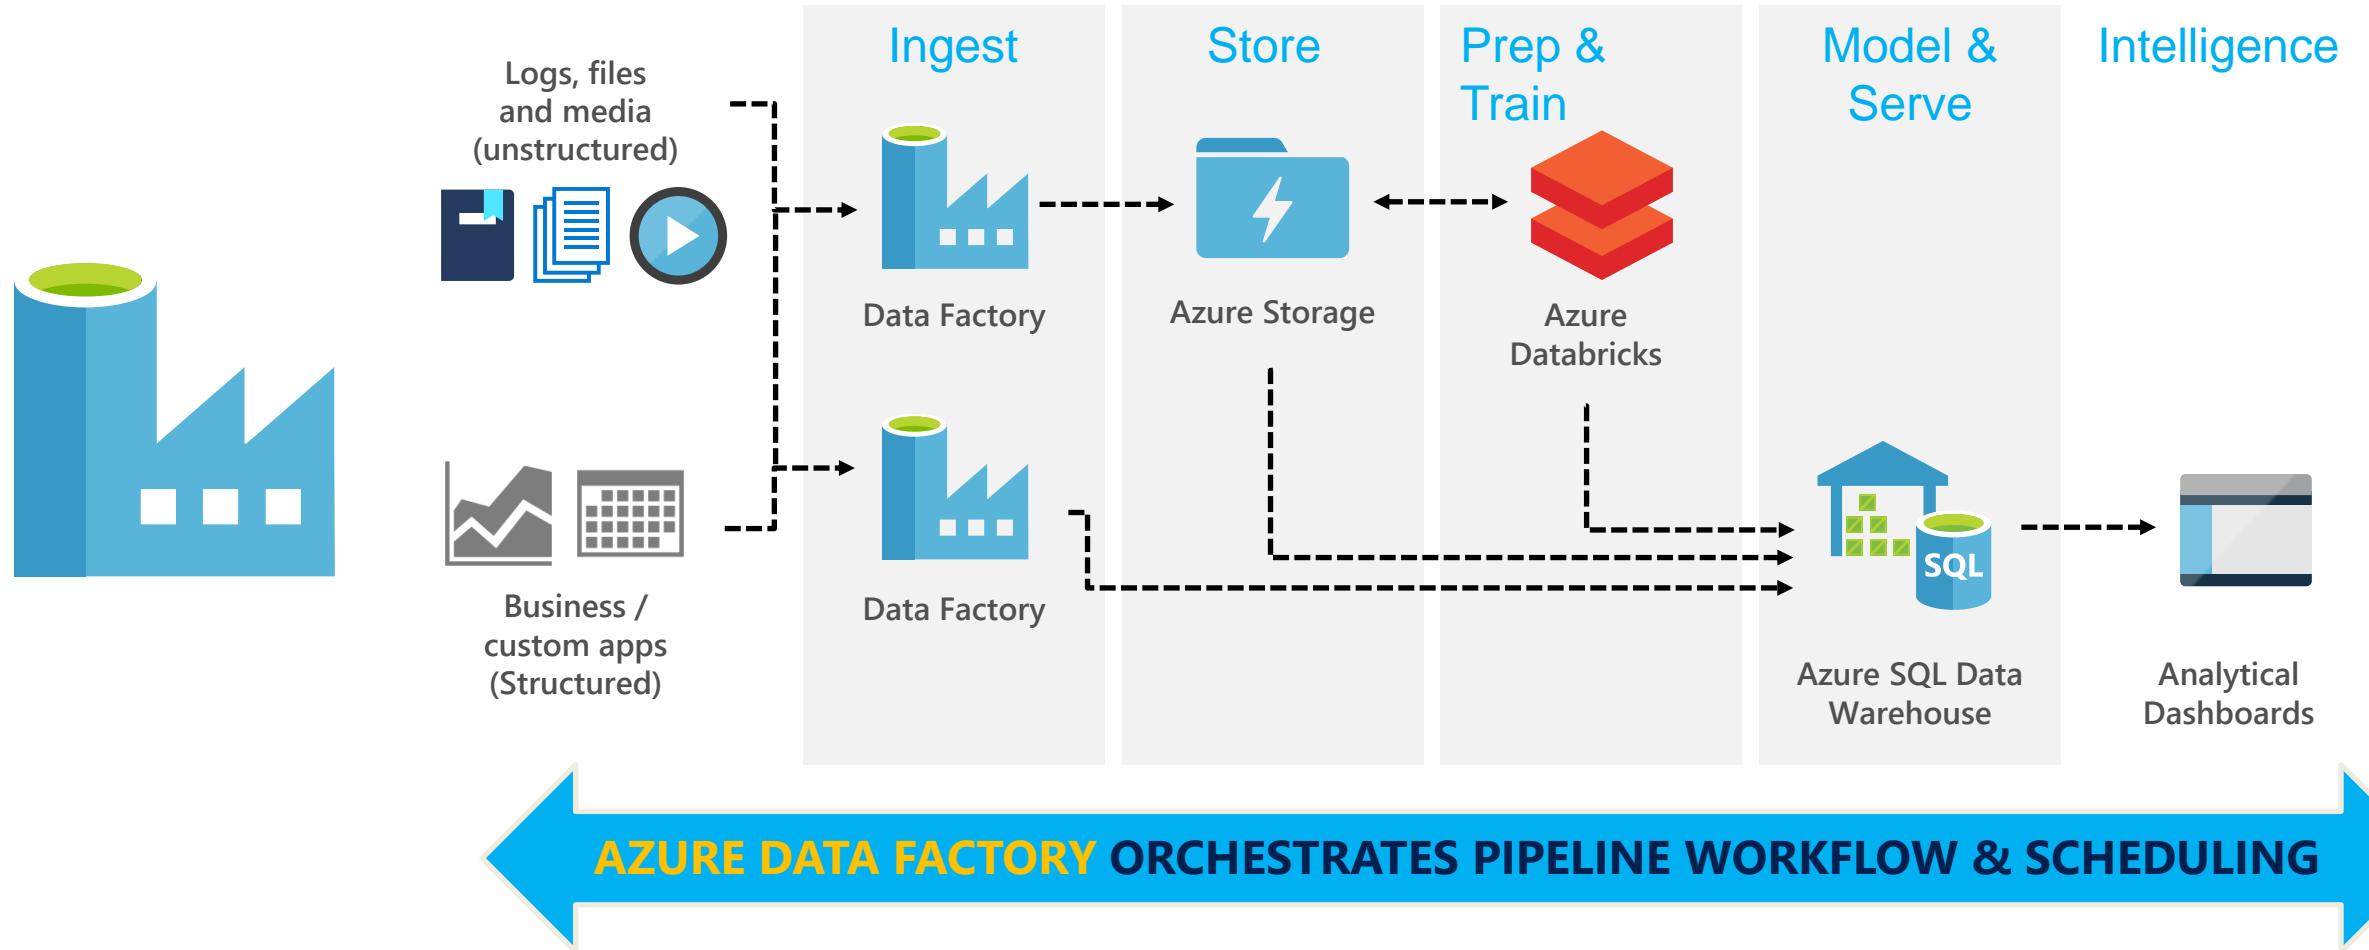 Logs, files
and media
(unstructured)
Business /
custom apps
(Structured)
Ingest
Data Factory
Data Factory
Store
Azure Storage
Prep &
Train
Azure
Databricks
Model &
Serve
SQL
Azure SQL Data
Warehouse
Intelligence
Analytical
Dashboards
AZURE DATA FACTORY ORCHESTRATES PIPELINE WORKFLOW & SCHEDULING